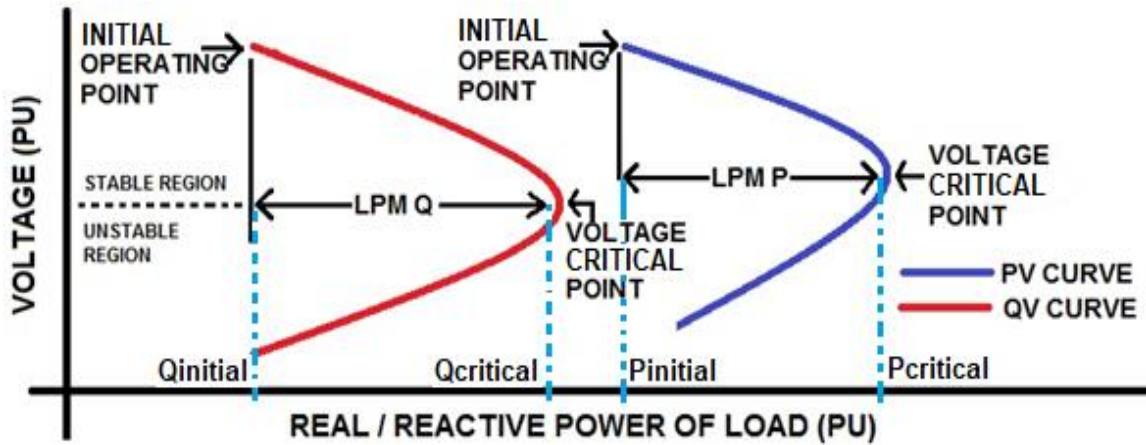 INITIAL
OPERATING
POINT
INITIAL
OPERATING
POINT
VOLTAGE (PU)
STABLE REGION
UNSTABLE
REGION
LPM Q
VOLTAGE
CRITICAL
POINT
LPM P
VOLTAGE
CRITICAL
POINT
PV CURVE
QV CURVE
Qinitial
Qcritical
Pinitial
Pcritical
REAL / REACTIVE POWER OF LOAD (PU)